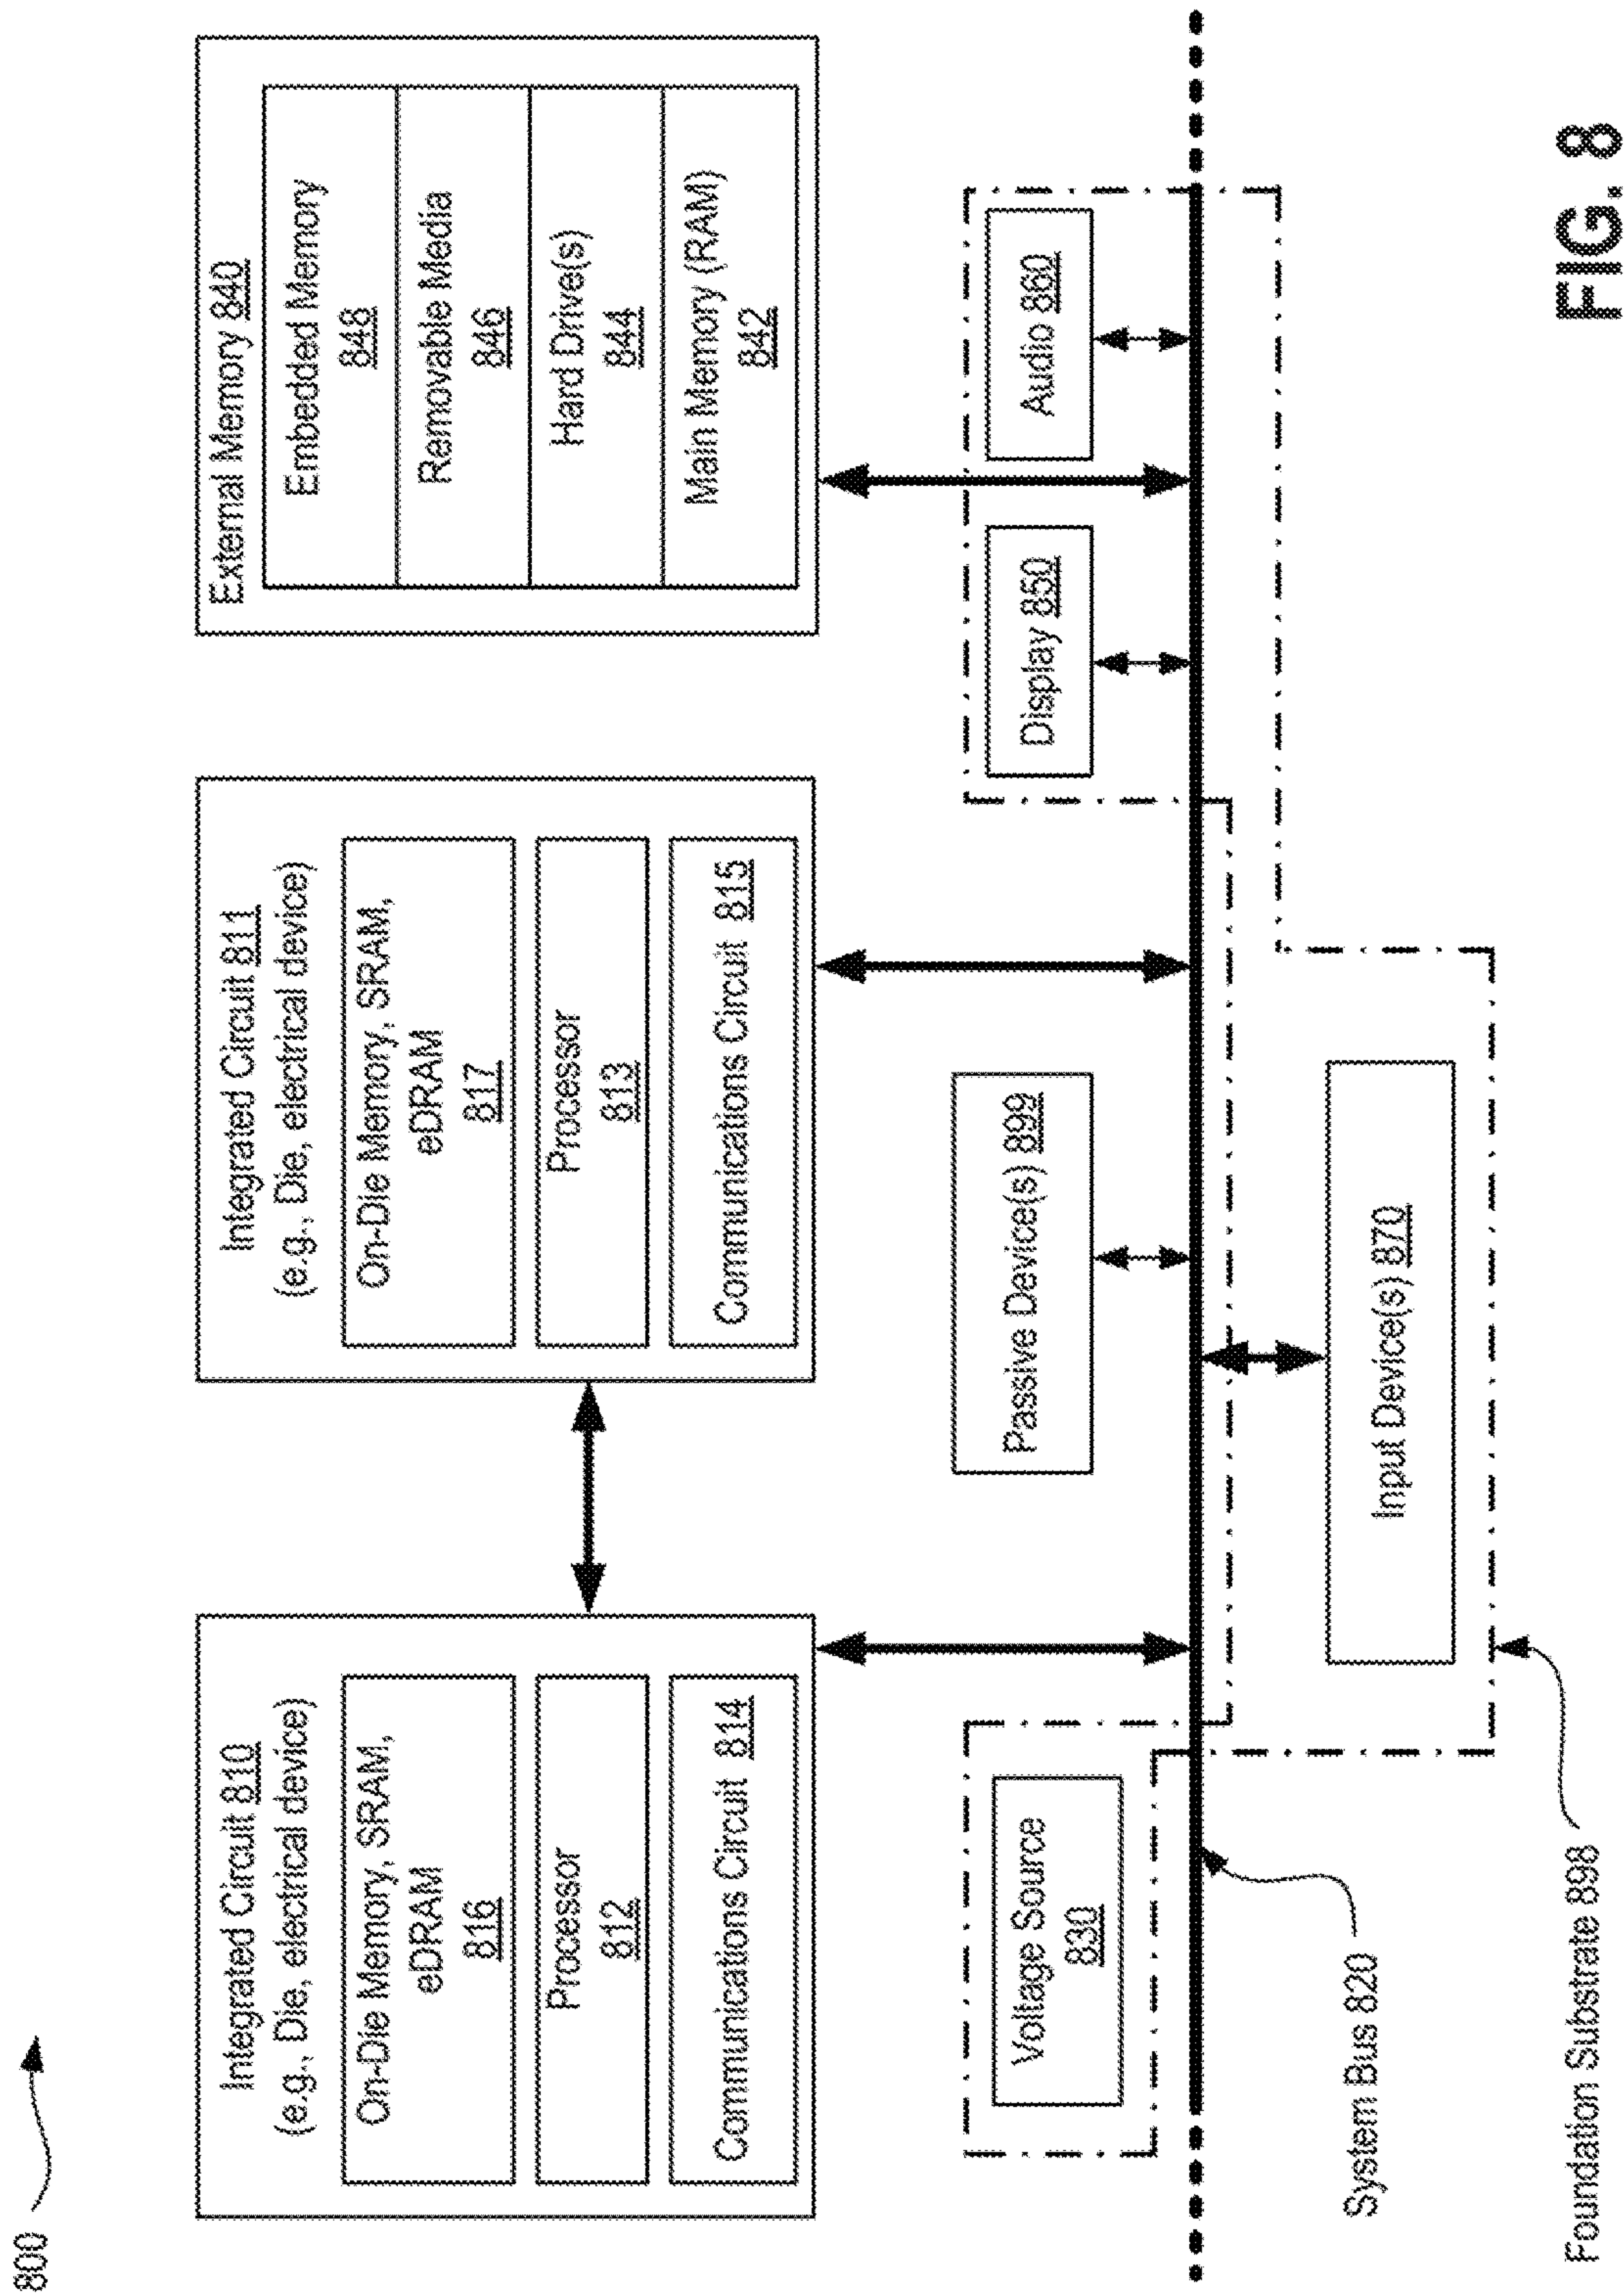 800
Integrated Circuit 810
(e.g., Die, electrical device)
On-Die Memory, SRAM,
eDRAM
816
Processor
812
Communications Circuit 814
Integrated Circuit 811
(e.g., Die, electrical device)
On-Die Memory, SRAM,
eDRAM
817
Processor
813
Communications Circuit 815
External Memory 840
Embedded Memory
848
Removable Media
846
Hard Drive(s)
844
Main Memory (RAM)
842
Voltage Source
830
Passive Device(s) 899
Display 850
Audio 860
System Bus 820
Input Device(s) 870
Foundation Substrate 898
FIG. 8